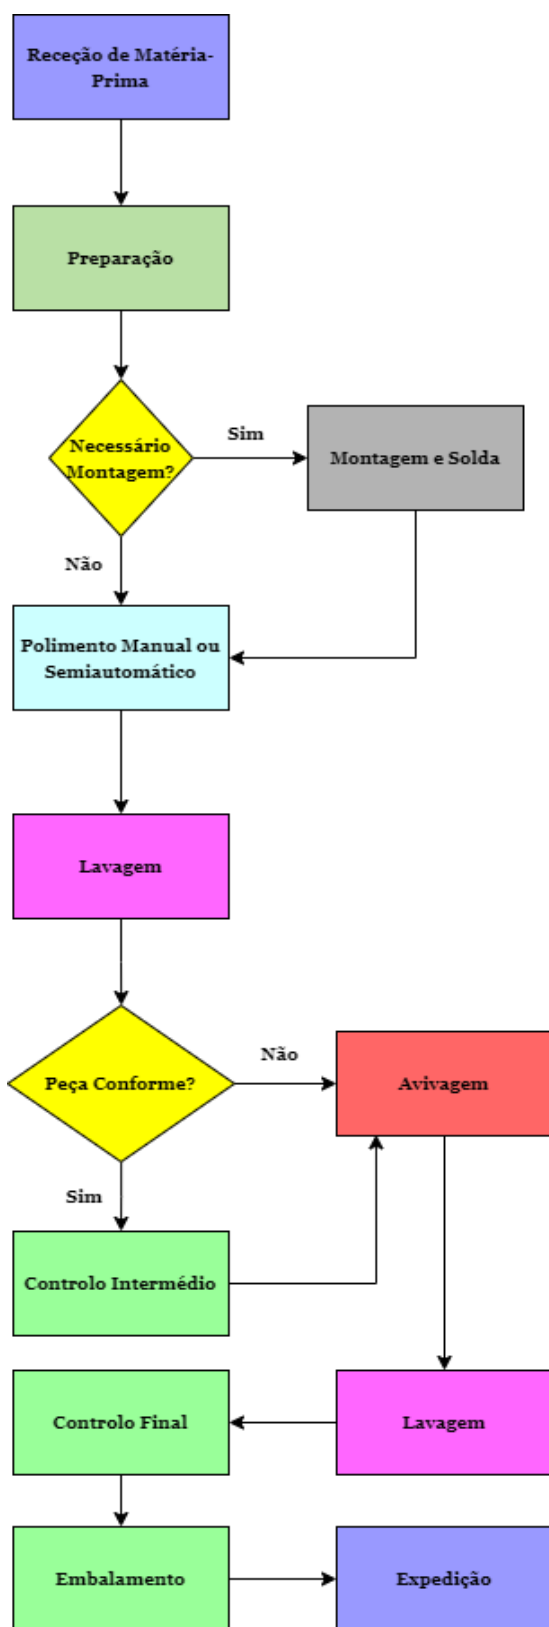 Receção de Matéria-
Prima
Preparação
Necessário
Montagem?
Sim
Montagem e Solda
Não
Polimento Manual ou
Semiautomático
Lavagem
Peça Conforme?
Não
Avivagem
Sim
Controlo Intermédio
Controlo Final
Lavagem
Embalamento
Expedição